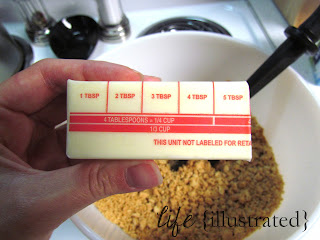 1 TBSP 2 TBSP 3 TBSP 4 TBSP 5 TBSP
4 TABLESPOONS = 1/4 CUP
1/3 CUP
THIS UNIT NOT LABELED FOR RETA
life {illustrated}